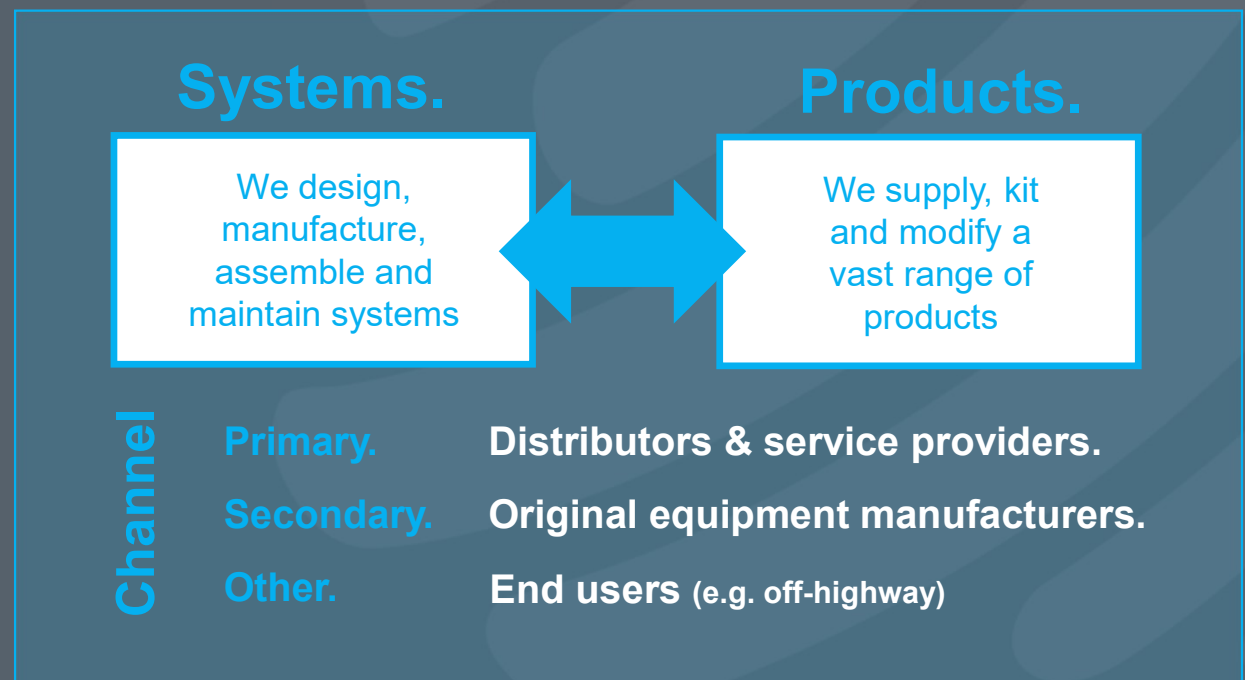 Systems.
Products.
We design,
manufacture,
assemble and
maintain systems
We supply, kit
and modify a
vast range of
products
Channel
Primary.
Distributors & service providers.
Secondary.
Original equipment manufacturers.
Other.
End users (e.g. off-highway)